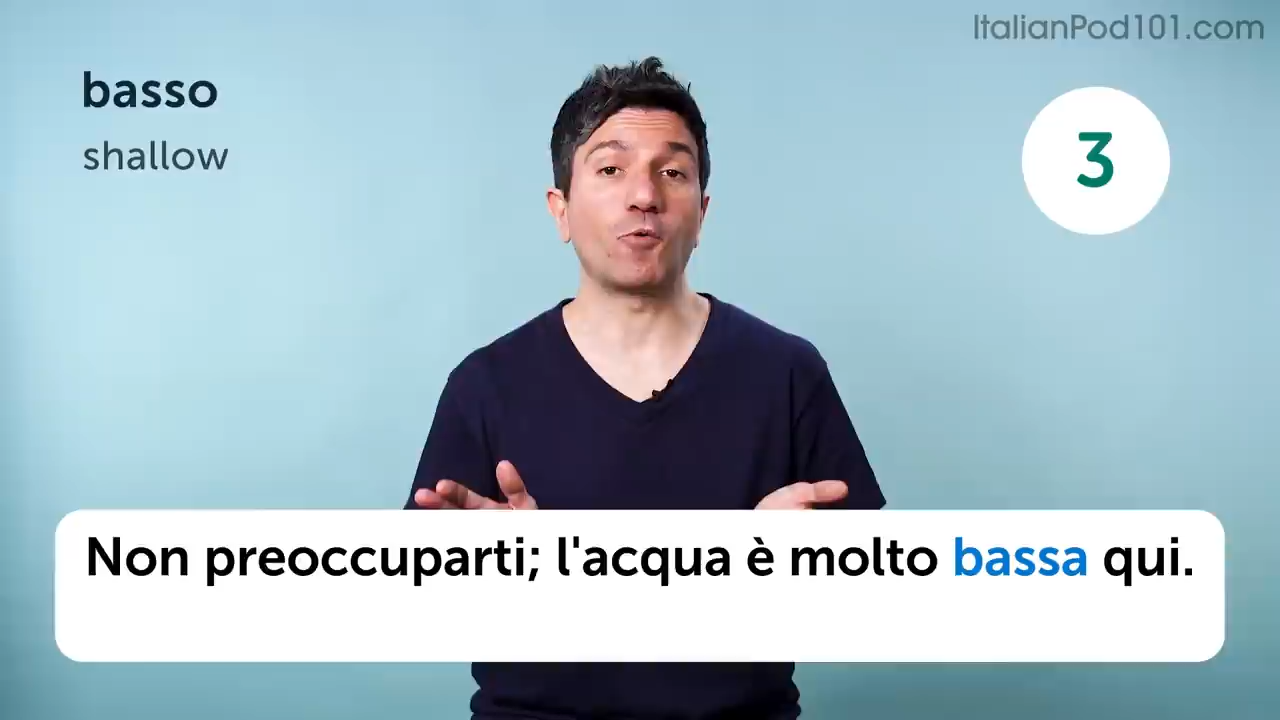 ItalianPod101.com
basso
shallow
3
Non preoccuparti; l'acqua è molto bassa qui.